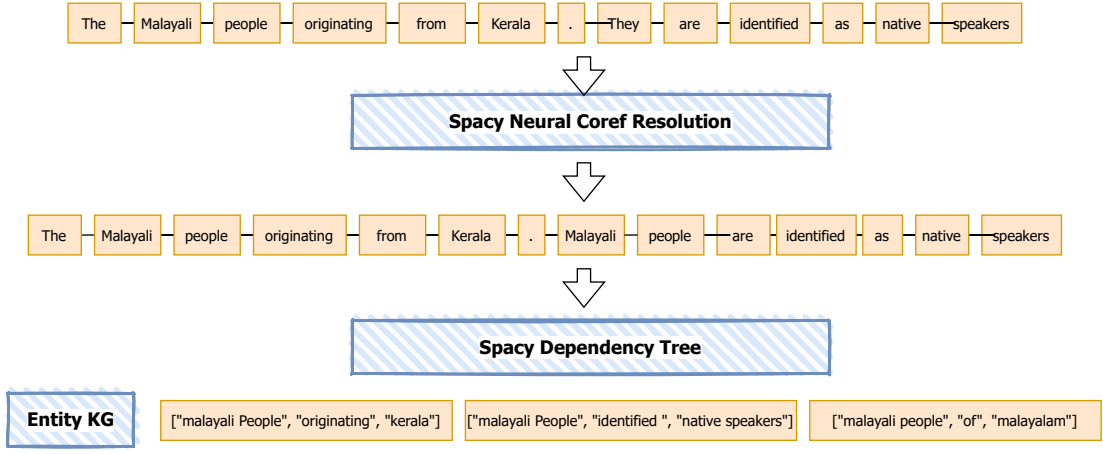 The Malayali people originating from Kerala . They are identified as native speakers
Spacy Neural Coref Resolution
The Malayali people originating from Kerala . Malayali people are identified as native speakers
Spacy Dependency Tree
Entity KG ["malayali People", "originating", "kerala"] ["malayali People", "identified ", "native speakers"] ["malayali people", "of", "malayalam"]